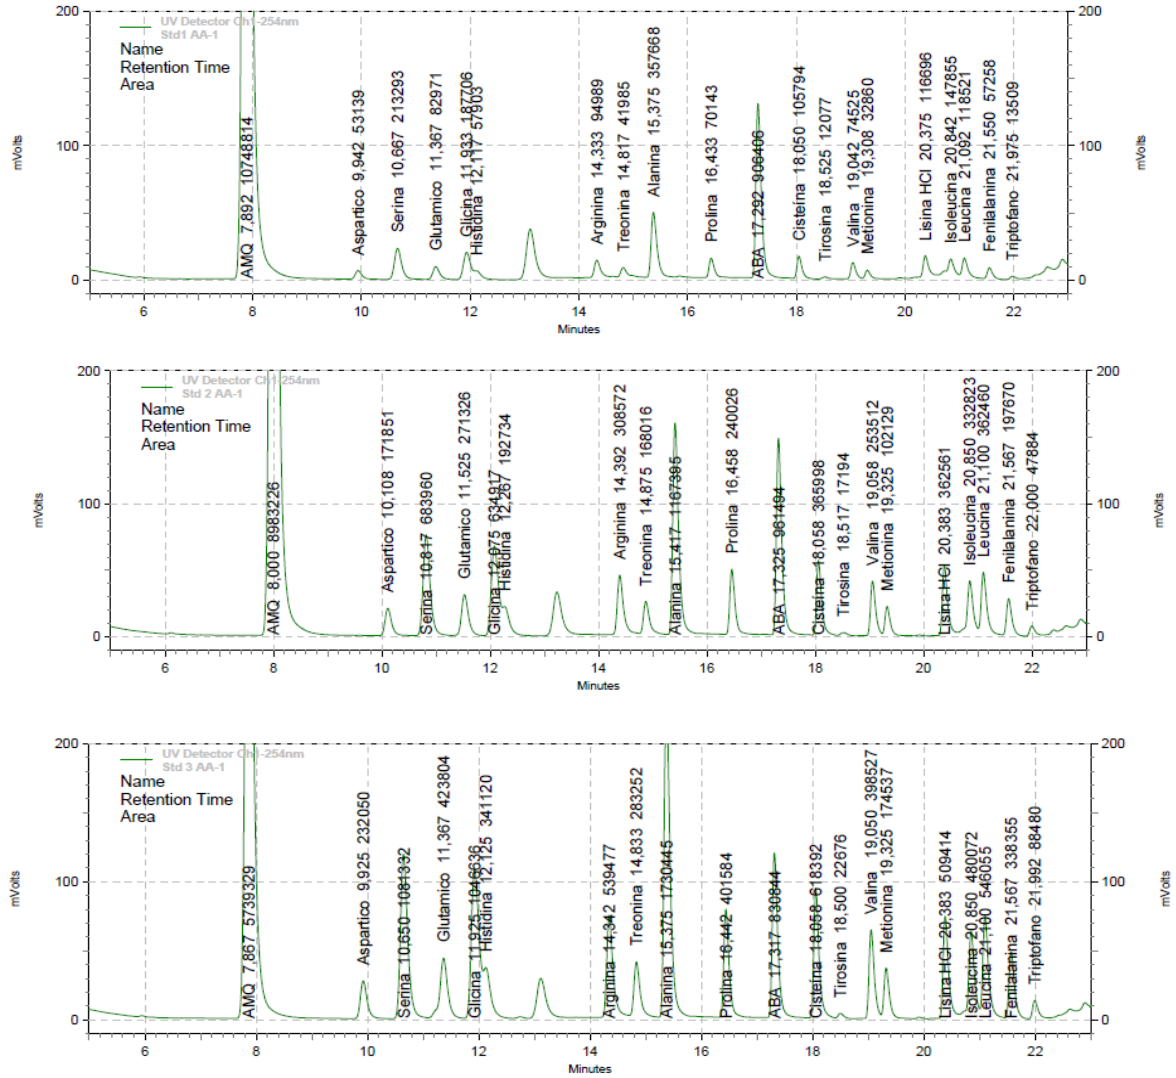 UV Detector Ch1-254nm
Std1 AA-1
Name
Retention Time
Area
AMQ 7,892 10748814
Aspartico 9,942 53139
Serina 10,667 213293
Glutamico 11,367 82971
Glicina 11,933 187706
Histidina 12,117 57903
Arginina 14,333 94989
Treonina 14,817 41985
Alanina 15,375 357668
Prolina 16,433 70143
ABA 17,292 906406
Cisteína 18,050 105794
Tirosina 18,525 12077
Valina 19,042 74525
Metionina 19,308 32860
Lisina HCl 20,375 116696
Isoleucina 20,842 147855
Leucina 21,092 118521
Fenilalanina 21,550 57258
Triptofano 21,975 13509
mVolts
200
100
0
200
100
0
mVolts
6 8 10 12 14 16 18 20 22
Minutes
UV Detector Ch1-254nm
Std 2 AA-1
Name
Retention Time
Area
AMQ 8,000 8983226
Aspartico 10,108 171851
Serina 10,817 683960
Glutamico 11,525 271326
Glicina 12,075 634917
Histidina 12,267 192734
Arginina 14,392 308572
Treonina 14,875 168016
Alanina 15,417 1167395
Prolina 16,458 240026
ABA 17,325 961494
Cisteína 18,058 365998
Tirosina 18,517 17194
Valina 19,058 253512
Metionina 19,325 102129
Lisina HCl 20,383 362561
Isoleucina 20,850 332823
Leucina 21,100 362460
Fenilalanina 21,567 197670
Triptofano 22,000 47884
mVolts
200
100
0
200
100
0
mVolts
6 8 10 12 14 16 18 20 22
Minutes
UV Detector Ch1-254nm
Std 3 AA-1
Name
Retention Time
Area
AMQ 7,867 5739329
Aspartico 9,925 232050
Serina 10,650 1081332
Glutamico 11,367 423804
Glicina 11,925 1046636
Histidina 12,125 341120
Arginina 14,342 539477
Treonina 14,833 283252
Alanina 15,375 1730445
Prolina 16,442 401584
ABA 17,317 830844
Cisteína 18,058 618392
Tirosina 18,500 22676
Valina 19,050 398527
Metionina 19,325 174537
Lisina HCl 20,383 509414
Isoleucina 20,850 480072
Leucina 21,100 546055
Fenilalanina 21,567 338355
Triptofano 21,992 88480
mVolts
200
100
0
200
100
0
mVolts
6 8 10 12 14 16 18 20 22
Minutes